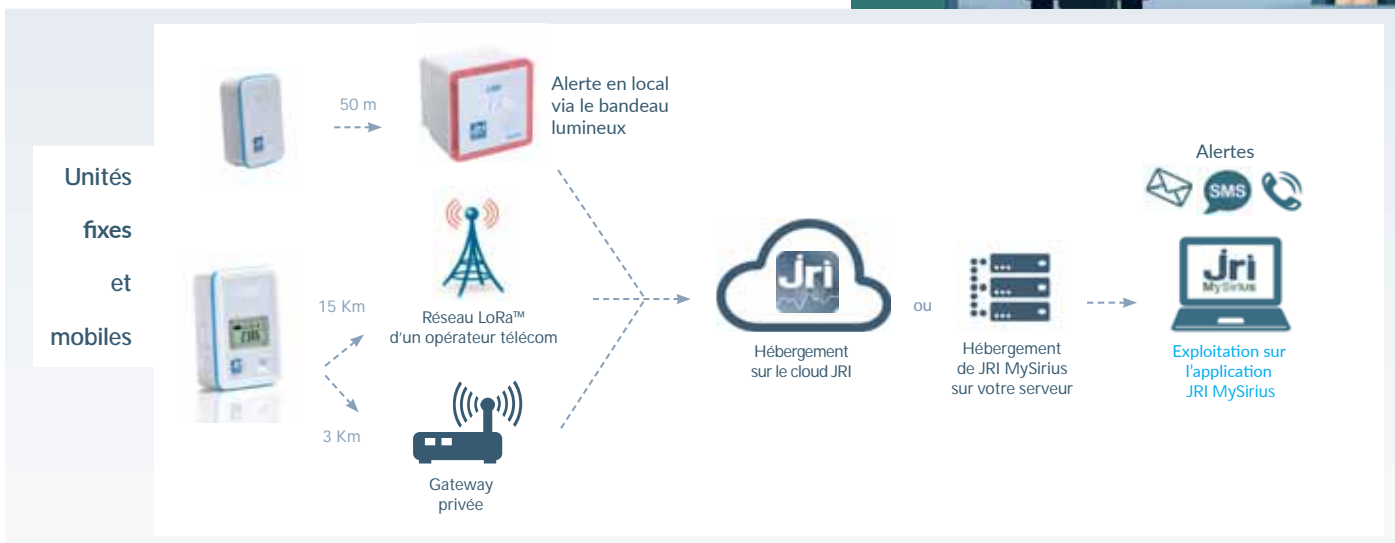 Unités
fixes
et
mobiles
50 m
Alerte en local
via le bandeau
lumineux
15 Km
Réseau LoRa™
d'un opérateur télécom
3 Km
Gateway
privée
jri
Hébergement
sur le cloud JRI
ou
Hébergement
de JRI MySirius
sur votre serveur
Alertes
SMS
Jri
MySirius
Exploitation sur
l'application
JRI MySirius